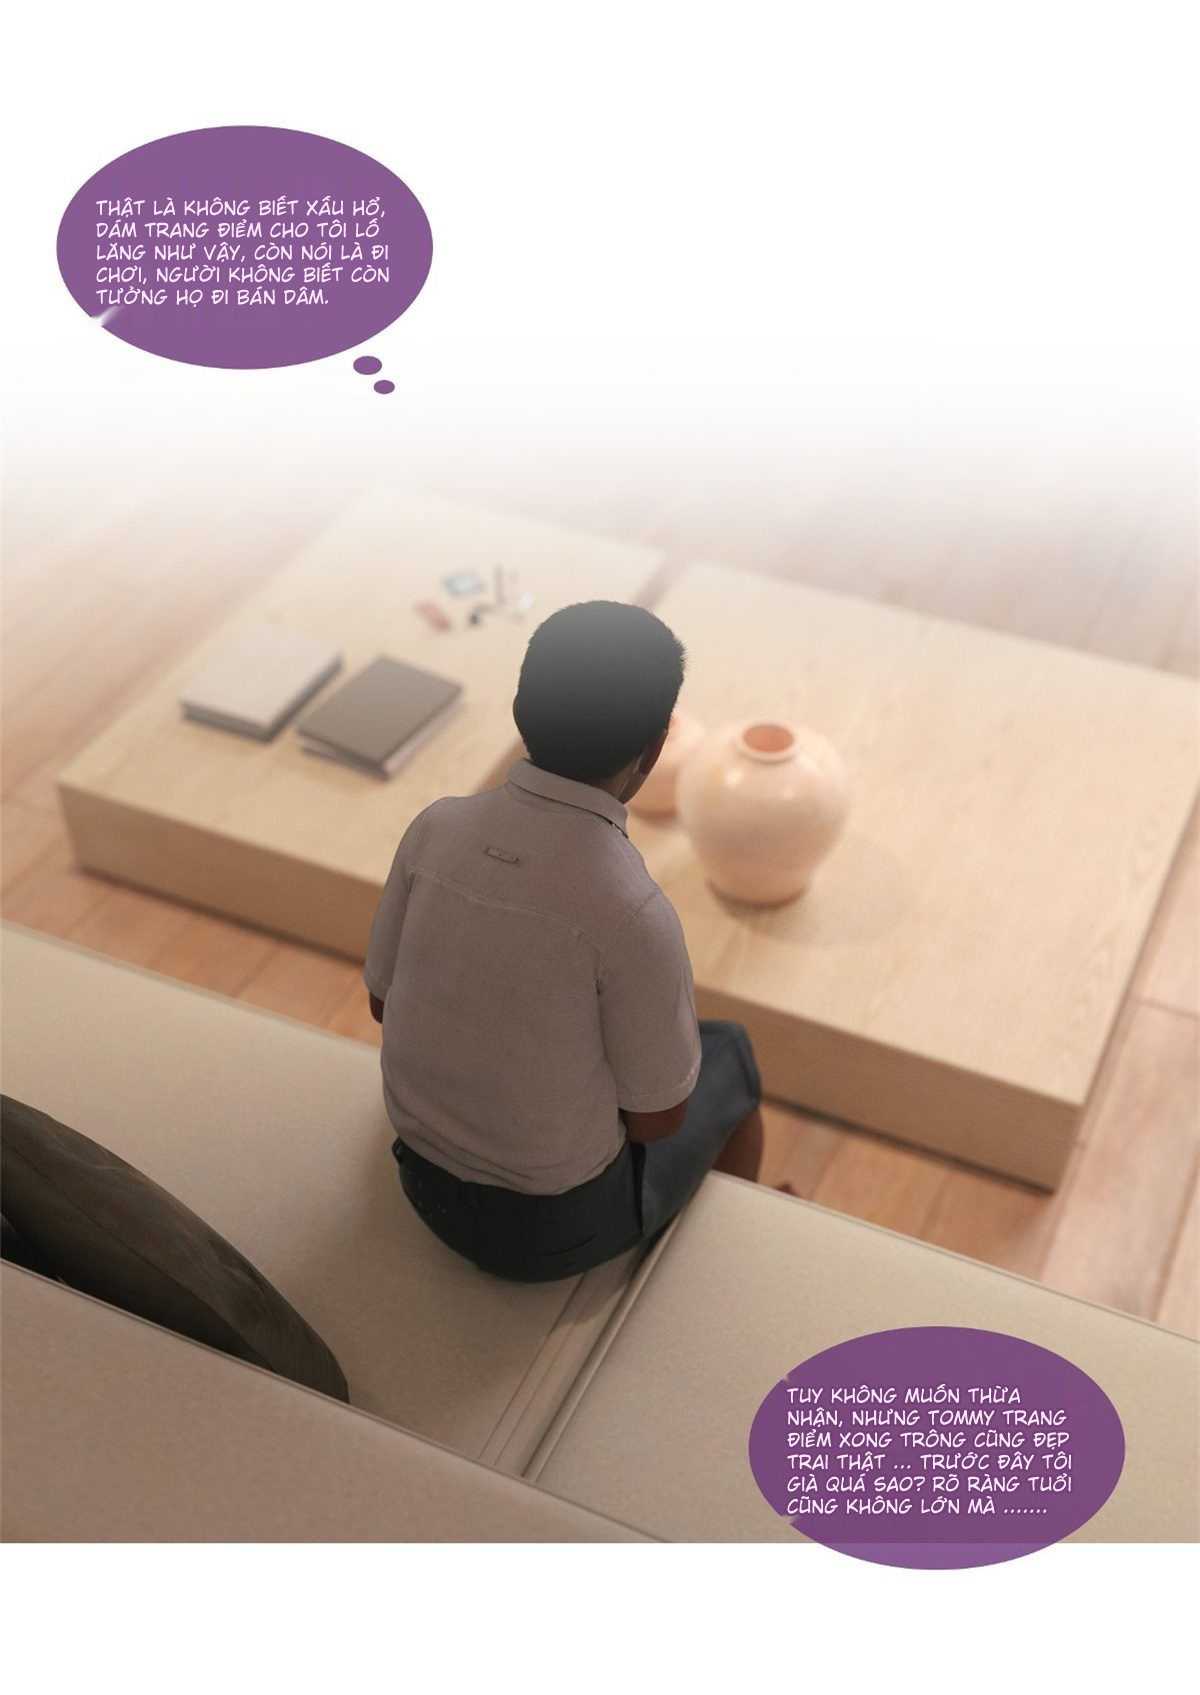 THẬT LÀ KHÔNG BIẾT XẤU HỔ,
DÁM TRANG ĐIỂM CHO TÔI LỐ
LĂNG NHƯ VẬY, CÒN NÓI LÀ ĐI
CHƠI, NGƯỜI KHÔNG BIẾT CÒN
TƯỞNG HỌ ĐI BÁN DÂM.
TUY KHÔNG MUỐN THỪA
NHẬN, NHƯNG TOMMY TRANG
ĐIỂM XONG TRÔNG CŨNG ĐẸP
TRAI THẬT ... TRƯỚC ĐÂY TÔI
GIÀ QUÁ SAO? RÕ RÀNG TUỔI
CŨNG KHÔNG LỚN MÀ .......